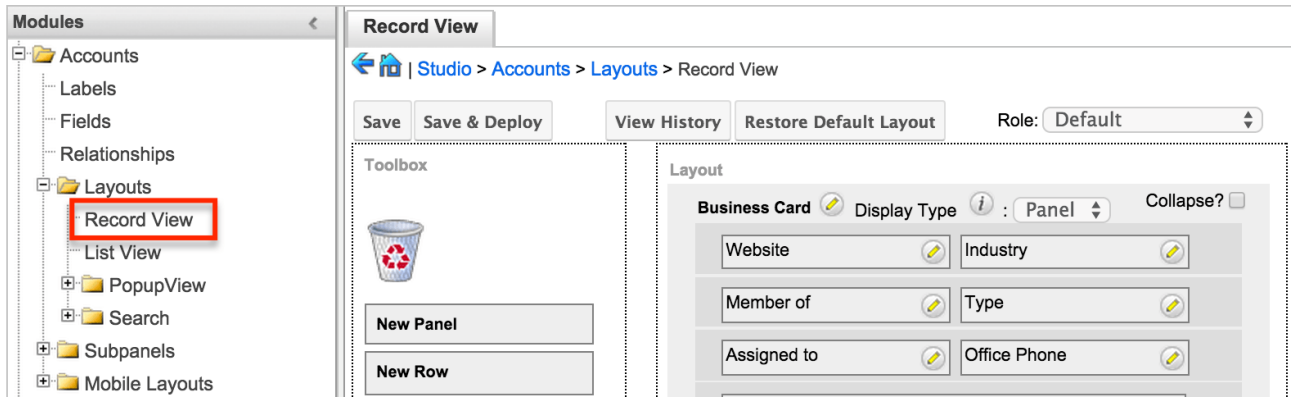 Modules
Accounts
Labels
Fields
Relationships
Layouts
Record View
List View
PopupView
Search
Subpanels
Mobile Layouts
Record View
| Studio > Accounts > Layouts > Record View
Save Save & Deploy View History Restore Default Layout Role: Default
Toolbox
New Panel
New Row
Layout
Business Card Display Type i : Panel Collapse?
Website Industry
Member of Type
Assigned to Office Phone